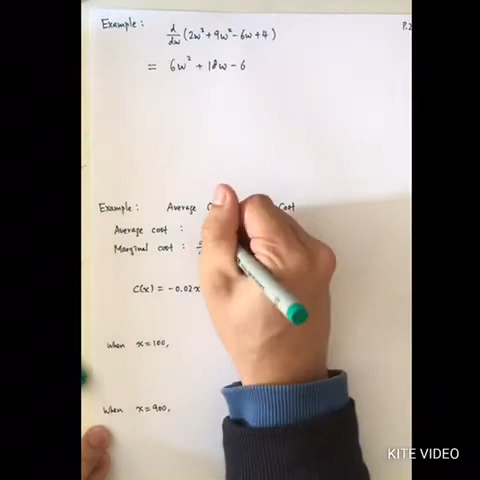 Example: P.2
d/dw (2w³ + 9w² - 6w + 4)
= 6w² + 18w - 6
Example: Average Cost
Average cost :
Marginal cost :
C(x) = -0.02x
When x = 100,
When x = 900,
KITE VIDEO